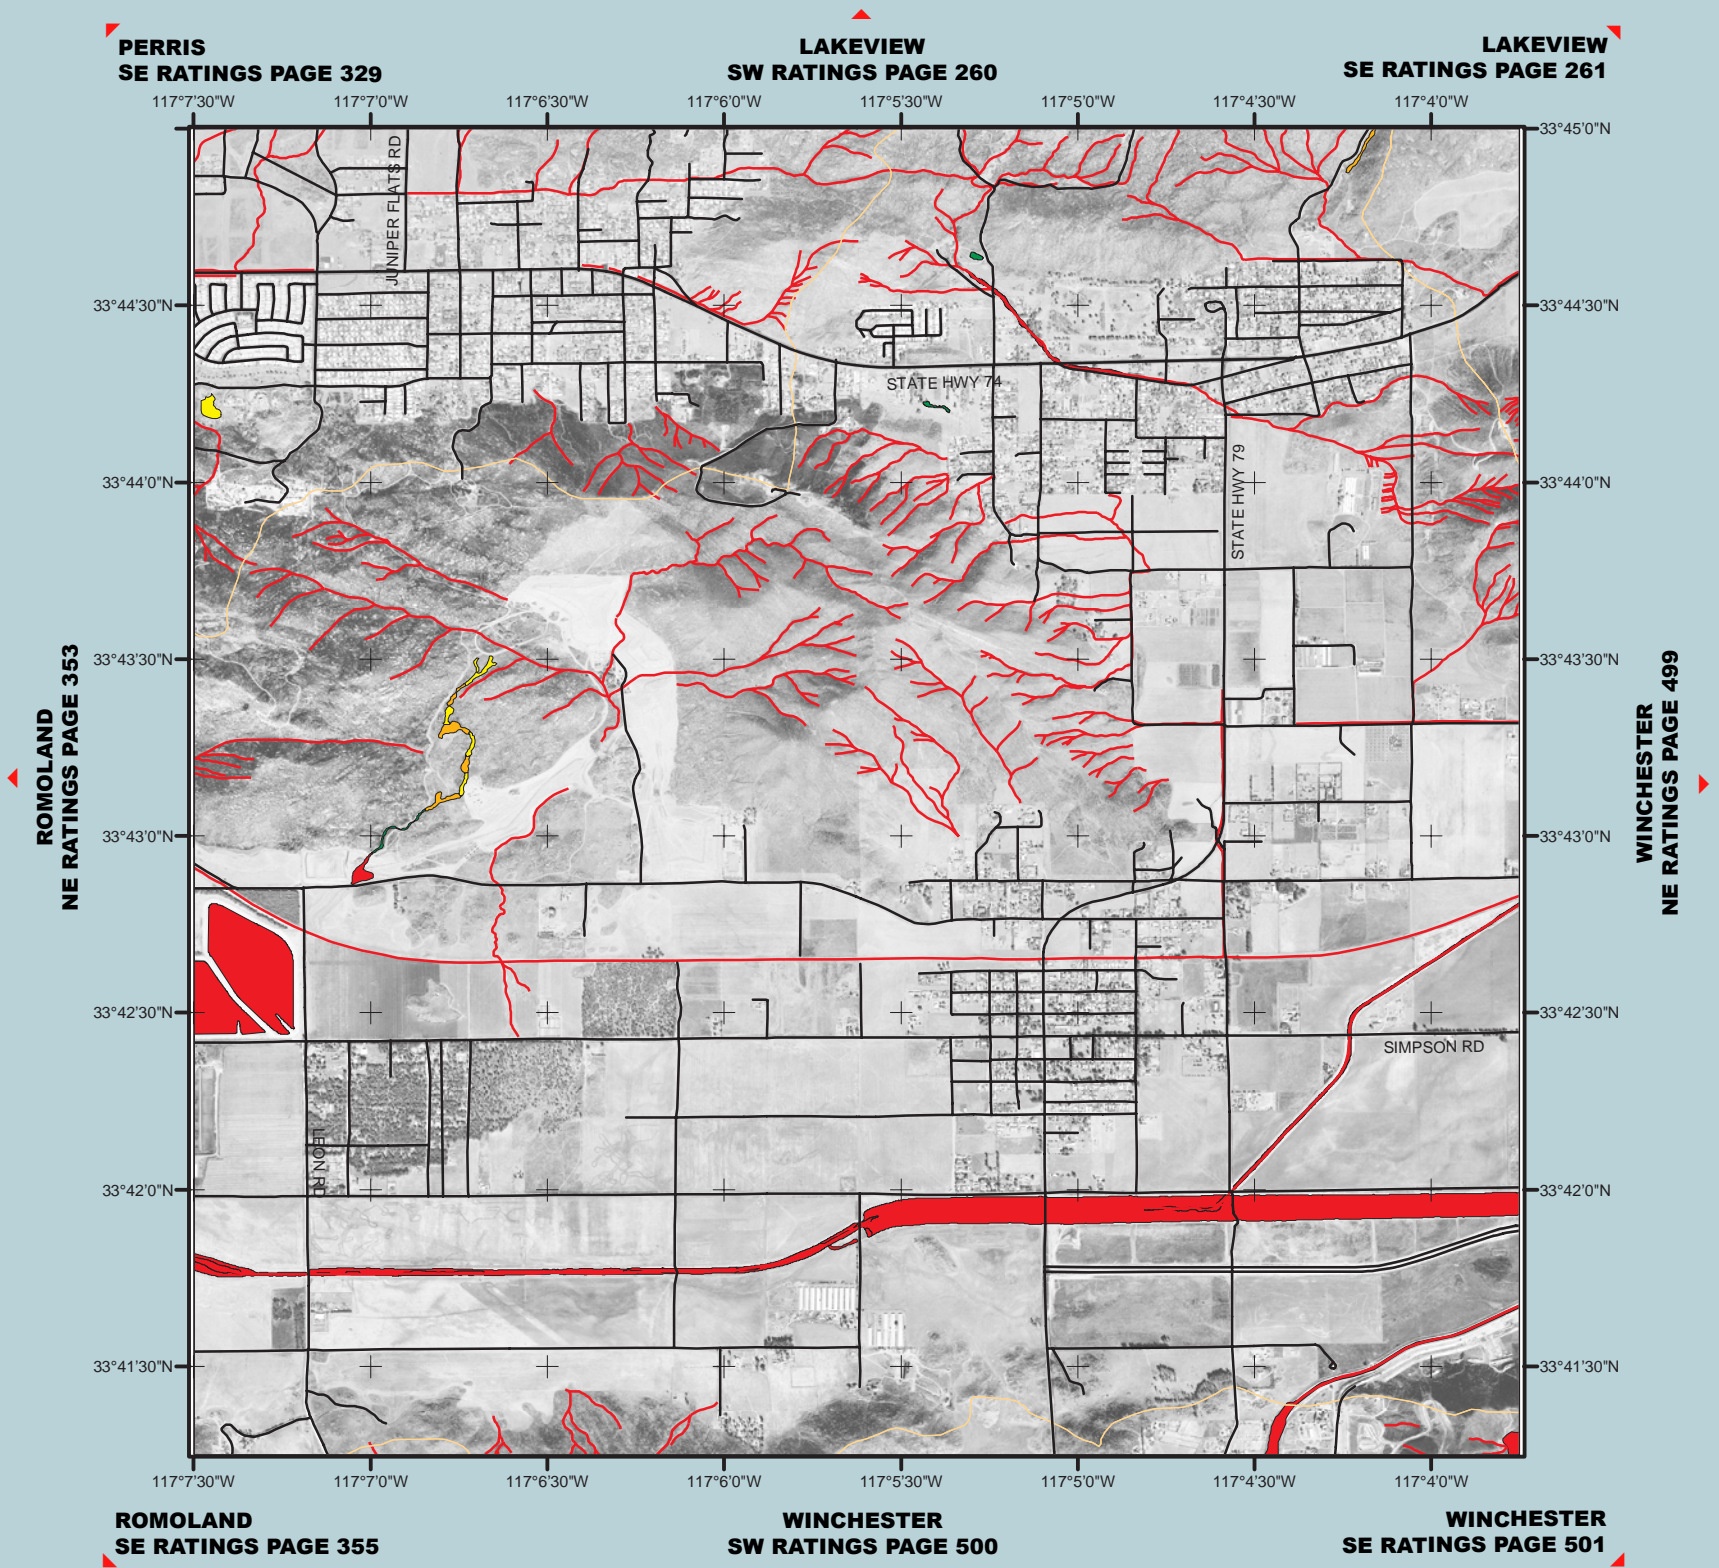 PERRIS
SE RATINGS PAGE 329
LAKEVIEW
SW RATINGS PAGE 260
LAKEVIEW
SE RATINGS PAGE 261
117°7'30"W
117°7'0"W
117°6'30"W
117°6'0"W
117°5'30"W
117°5'0"W
117°4'30"W
117°4'0"W
33°45'0"N
JUNIPER FLATS RD
33°44'30"N
33°44'30"N
STATE HWY 74
STATE HWY 79
33°44'0"N
33°44'0"N
33°43'30"N
33°43'30"N
ROMOLAND
NE RATINGS PAGE 353
WINCHESTER
NE RATINGS PAGE 499
33°43'0"N
33°43'0"N
33°42'30"N
33°42'30"N
SIMPSON RD
LEON RD
33°42'0"N
33°42'0"N
33°41'30"N
33°41'30"N
117°7'30"W
117°7'0"W
117°6'30"W
117°6'0"W
117°5'30"W
117°5'0"W
117°4'30"W
117°4'0"W
ROMOLAND
SE RATINGS PAGE 355
WINCHESTER
SW RATINGS PAGE 500
WINCHESTER
SE RATINGS PAGE 501